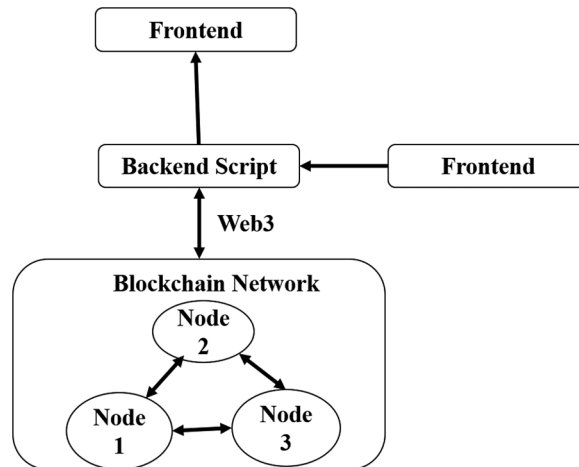 Frontend
Backend Script
Frontend
Web3
Blockchain Network
Node
2
Node
1
Node
3